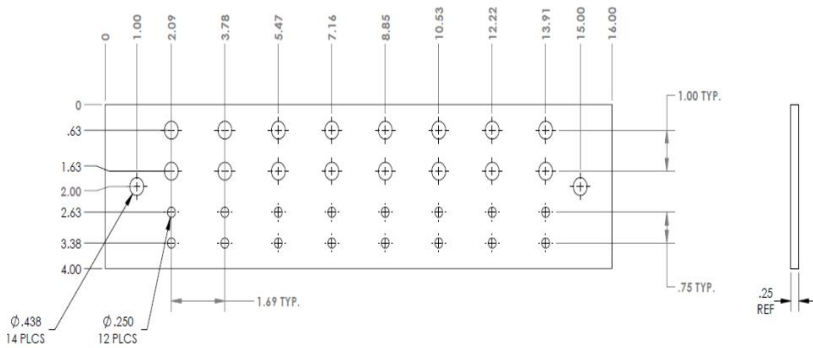 0
1.00
2.09
3.78
5.47
7.16
8.85
10.53
12.22
13.91
15.00
16.00
0
.63
1.63
2.00
2.63
3.38
4.00
1.00 TYP.
.75 TYP.
1.69 TYP.
.25
REF
Ø.438
14 PLCS
Ø.250
12 PLCS